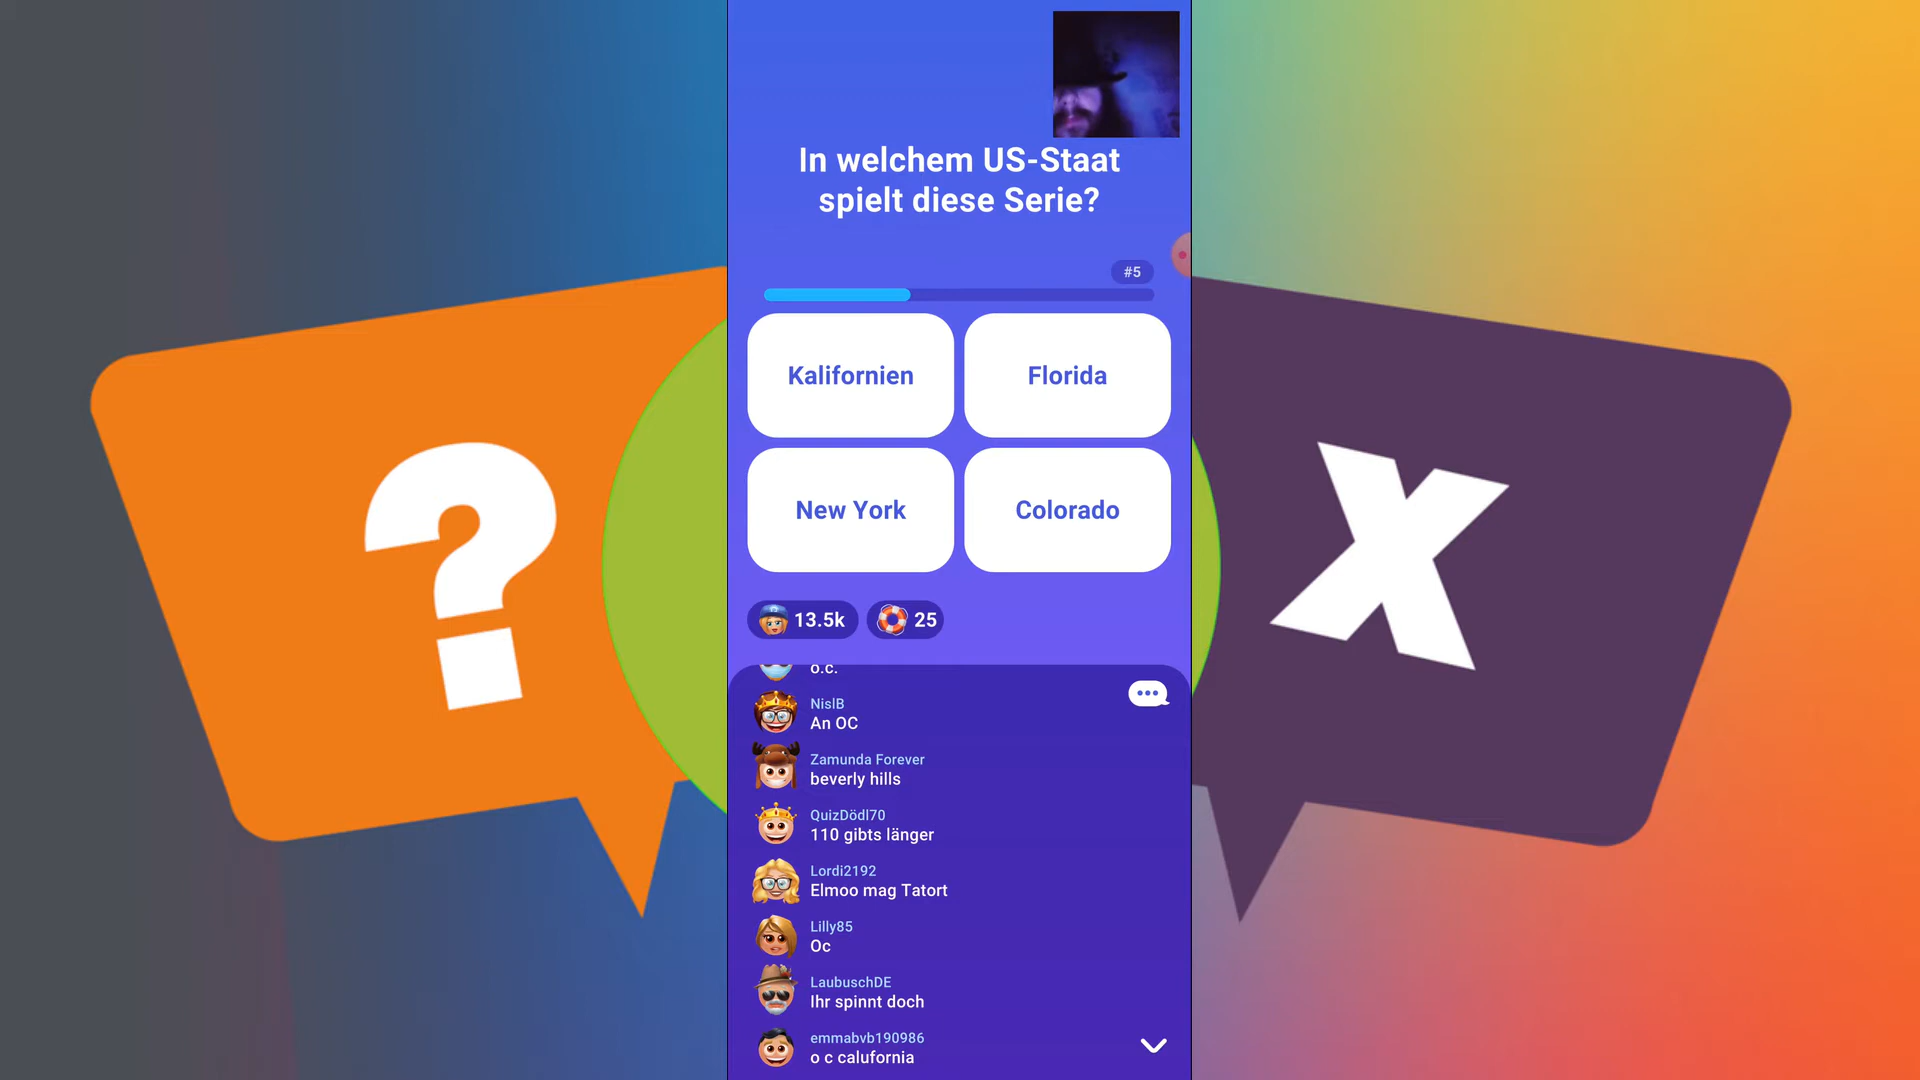 In welchem US-Staat
spielt diese Serie?
#5
Kalifornien
Florida
New York
Colorado
13.5k
25
o.c.
NislB
An OC
Zamunda Forever
beverly hills
QuizDödl70
110 gibts länger
Lordi2192
Elmoo mag Tatort
Lilly85
Oc
LaubuschDE
Ihr spinnt doch
emmabvb190986
o c calufornia
?
X